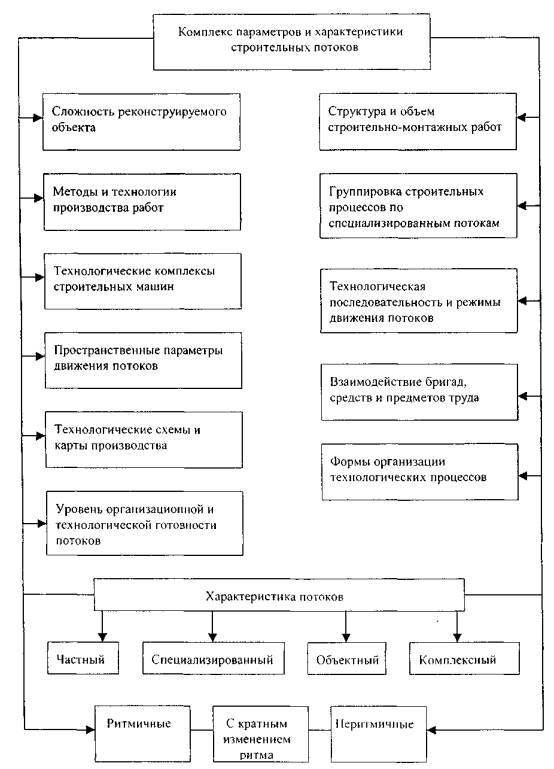 Комплекс параметров и характеристики
строительных потоков
Сложность реконструируемого
объекта
Методы и технологии
производства работ
Технологические комплексы
строительных машин
Пространственные параметры
движения потоков
Технологические схемы и
карты производства
Уровень организационной и
технологической готовности
потоков
Структура и объем
строительно-монтажных работ
Группировка строительных
процессов по
специализированным потокам
Технологическая
последовательность и режимы
движения потоков
Взаимодействие бригад,
средств и предметов труда
Формы организации
технологических процессов
Характеристика потоков
Частный
Специализированный
Объектный
Комплексный
Ритмичные
С кратным
изменением
ритма
Неритмичные